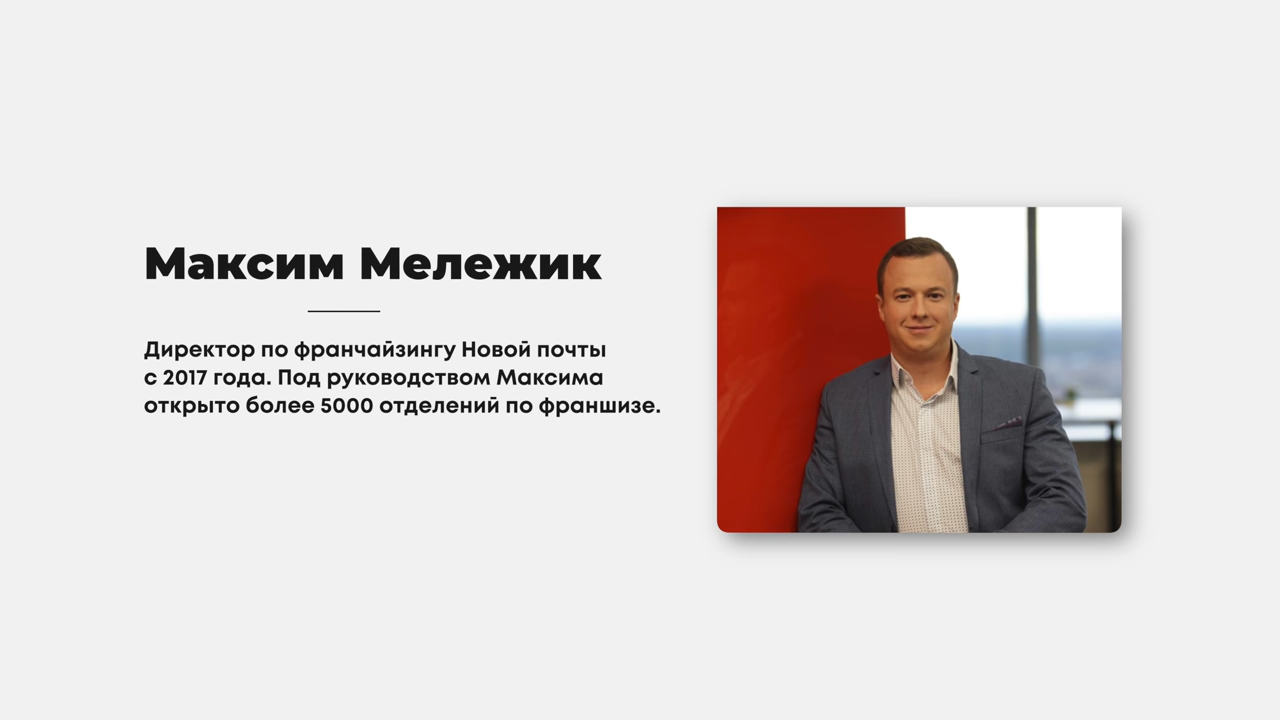 Максим Мележик
Директор по франчайзингу Новой почты
с 2017 года. Под руководством Максима
открыто более 5000 отделений по франшизе.